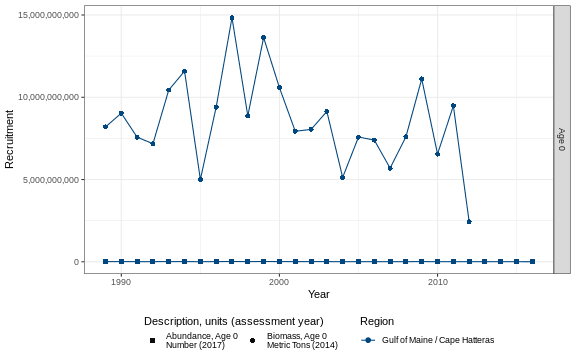 15,000,000,000
10,000,000,000
5,000,000,000
0
Recruitment
Age 0
1990
2000
2010
Year
Description, units (assessment year)
Abundance, Age 0
Number (2017)
Biomass, Age 0
Metric Tons (2014)
Region
Gulf of Maine / Cape Hatteras